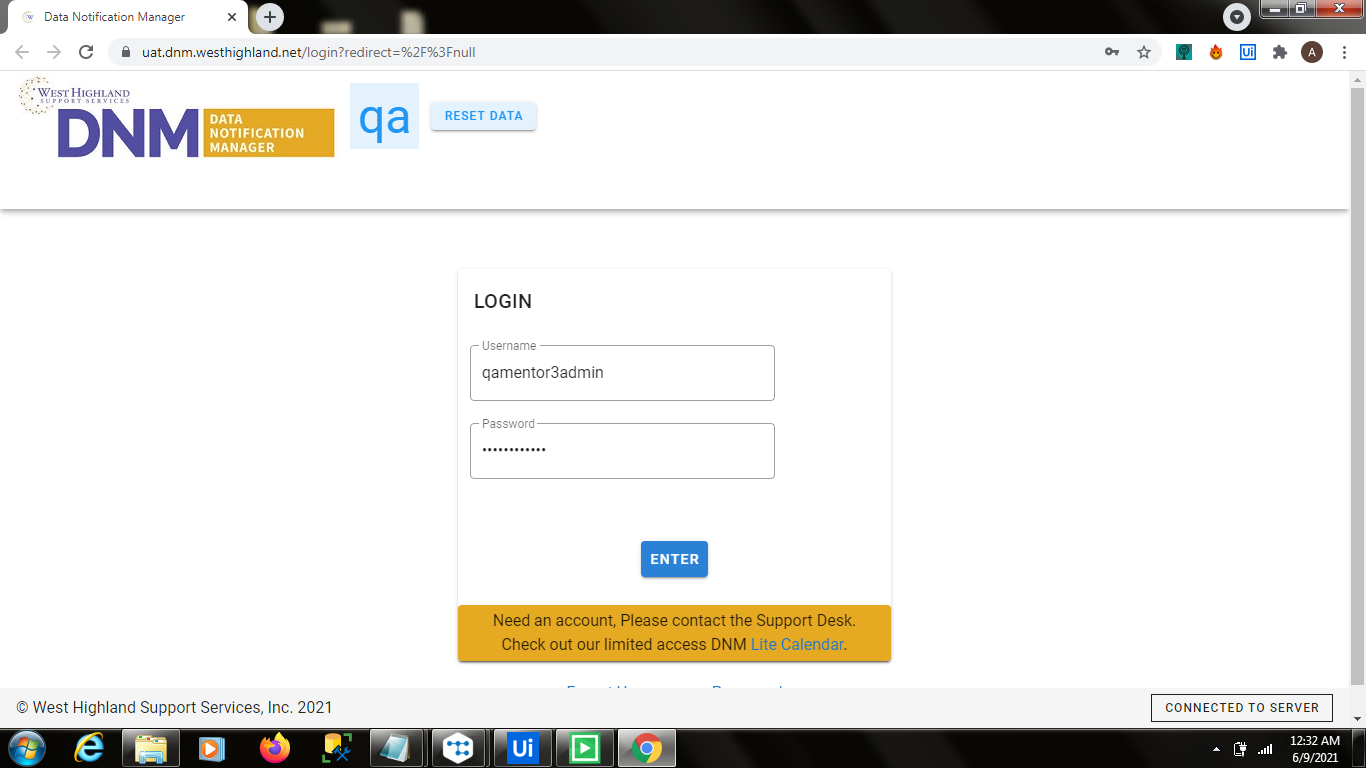 Data Notification Manager
uat.dnm.westhighland.net/login?redirect=%2F%3Fnull
Ui
A
WEST HIGHLAND
SUPPORT SERVICES
DNM
DATA
NOTIFICATION
MANAGER
qa
RESET DATA
LOGIN
Username
qamentor3admin
Password
••••••••••••
ENTER
Need an account, Please contact the Support Desk.
Check out our limited access DNM Lite Calendar.
© West Highland Support Services, Inc. 2021
CONNECTED TO SERVER
Ui
12:32 AM
6/9/2021